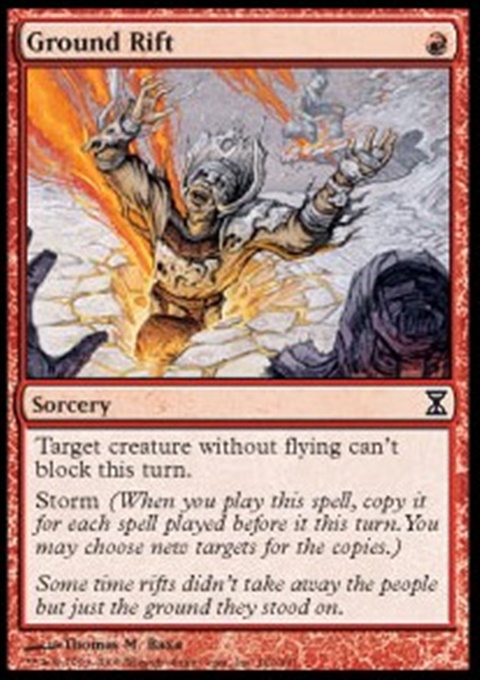 Ground Rift
Sorcery
Target creature without flying can't
block this turn.
Storm (When you play this spell, copy it
for each spell played before it this turn. You
may choose new targets for the copies.)
Some time rifts didn't take away the people
but just the ground they stood on.
Thomas M. Baxa